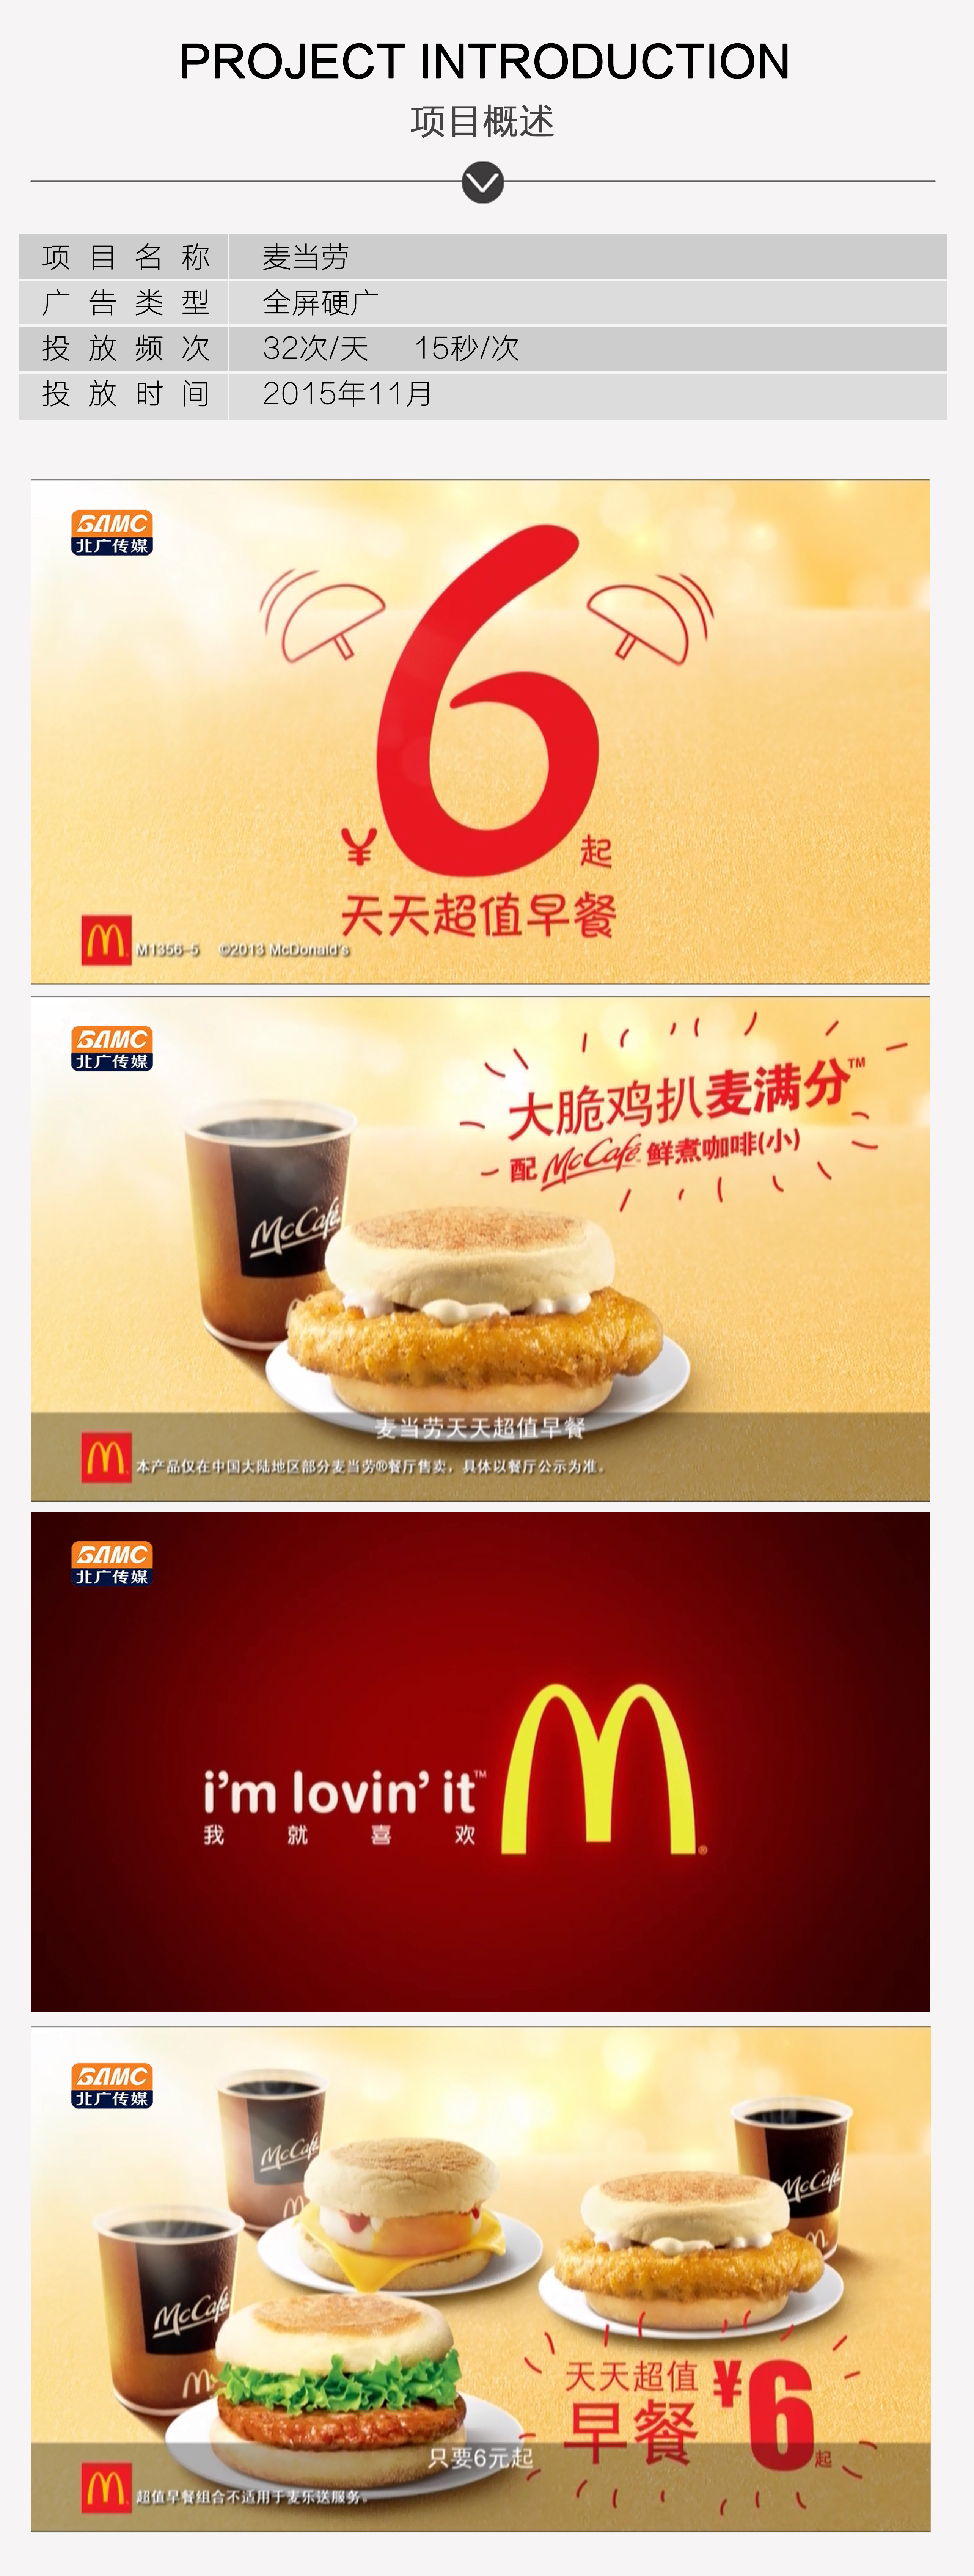 PROJECT INTRODUCTION
项目概述
项目名称 麦当劳
广告类型 全屏硬广
投放频次 32次/天 15秒/次
投放时间 2015年11月
BAMC
北广传媒
¥6起
天天超值早餐
M1356-5 ©2013 McDonald's
BAMC
北广传媒
大脆鸡扒麦满分™
配McCafé鲜煮咖啡(小)
McCafé
麦当劳天天超值早餐
本产品仅在中国大陆地区部分麦当劳®餐厅售卖，具体以餐厅公示为准。
BAMC
北广传媒
i'm lovin' it™
我就喜欢
®
BAMC
北广传媒
McCafé
McCafé
McCafé
天天超值
早餐 ¥6起
只要6元起
超值早餐组合不适用于麦乐送服务。